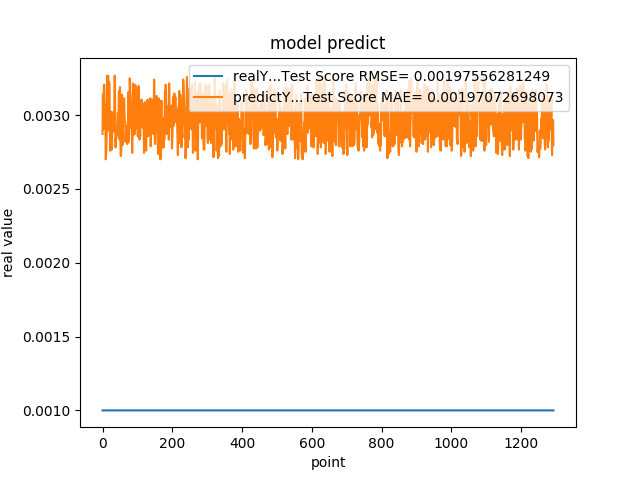 model predict
realY...Test Score RMSE= 0.00197556281249
predictY...Test Score MAE= 0.00197072698073
0.0030
0.0025
0.0020
0.0015
0.0010
real value
0 200 400 600 800 1000 1200
point